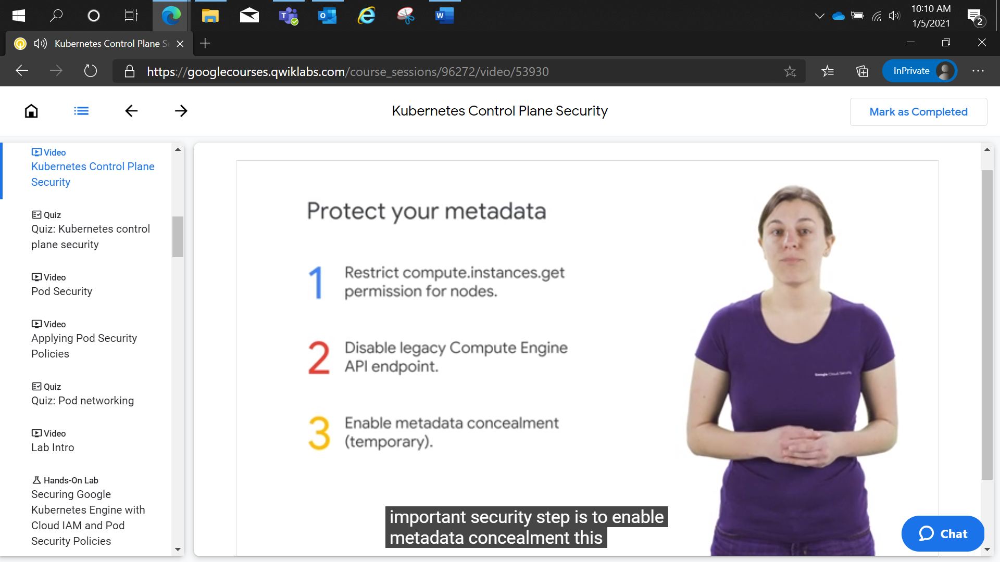 10:10 AM
1/5/2021
2
Kubernetes Control Plane Se
https://googlecourses.qwiklabs.com/course_sessions/96272/video/53930
InPrivate
Kubernetes Control Plane Security
Mark as Completed
Video
Kubernetes Control Plane
Security
Quiz
Quiz: Kubernetes control
plane security
Video
Pod Security
Video
Applying Pod Security
Policies
Quiz
Quiz: Pod networking
Video
Lab Intro
Hands-On Lab
Securing Google
Kubernetes Engine with
Cloud IAM and Pod
Security Policies
Protect your metadata
1 Restrict compute.instances.get
permission for nodes.
2 Disable legacy Compute Engine
API endpoint.
3 Enable metadata concealment
(temporary).
Google Cloud Security
important security step is to enable
metadata concealment this
Chat